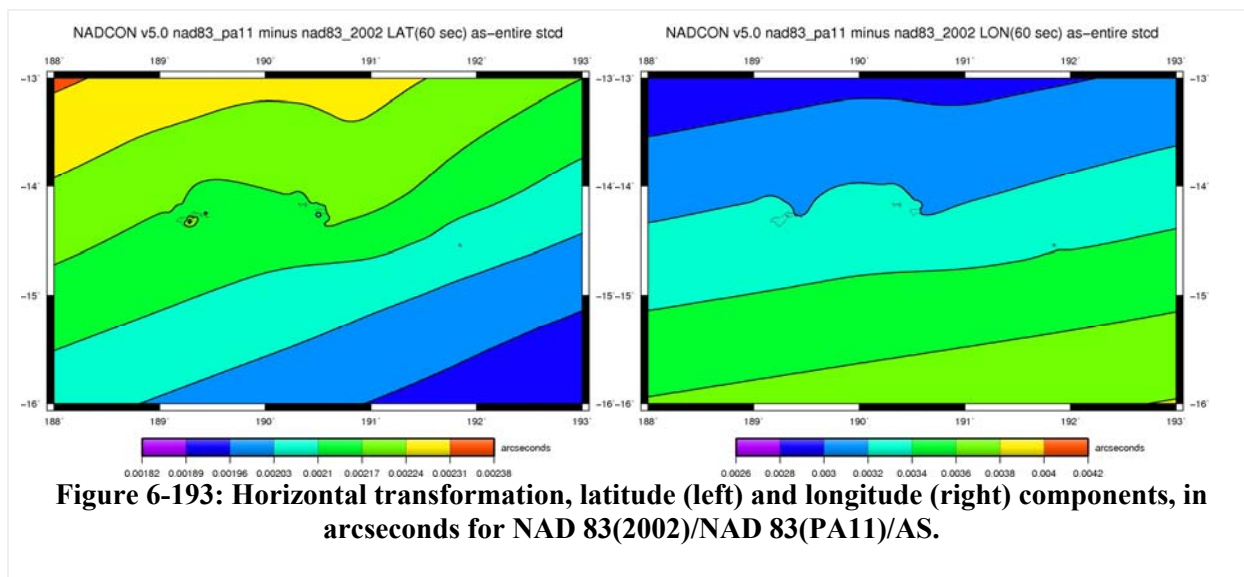 NADCON v5.0 nad83_pa11 minus nad83_2002 LAT(60 sec) as-entire stcd
188° 189° 190° 191° 192° 193°
-13° -13°
-14° -14°
-15° -15°
-16° -16°
188° 189° 190° 191° 192° 193°
arcseconds
0.00182 0.00189 0.00196 0.00203 0.0021 0.00217 0.00224 0.00231 0.00238
NADCON v5.0 nad83_pa11 minus nad83_2002 LON(60 sec) as-entire stcd
188° 189° 190° 191° 192° 193°
-13° -13°
-14° -14°
-15° -15°
-16° -16°
188° 189° 190° 191° 192° 193°
arcseconds
0.0026 0.0028 0.003 0.0032 0.0034 0.0036 0.0038 0.004 0.0042
Figure 6-193: Horizontal transformation, latitude (left) and longitude (right) components, in
arcseconds for NAD 83(2002)/NAD 83(PA11)/AS.